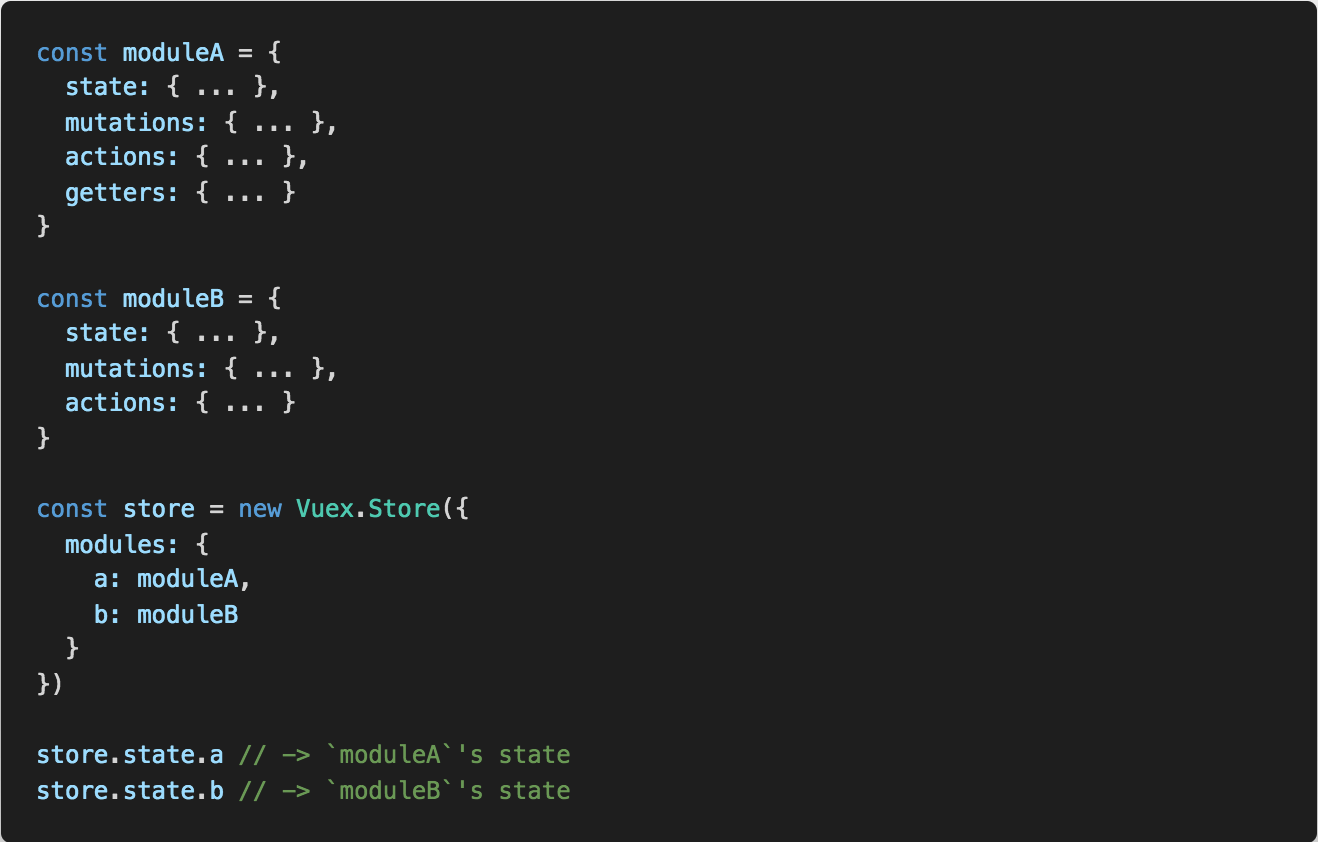 const moduleA = {
  state: { ... },
  mutations: { ... },
  actions: { ... },
  getters: { ... }
}

const moduleB = {
  state: { ... },
  mutations: { ... },
  actions: { ... }
}

const store = new Vuex.Store({
  modules: {
    a: moduleA,
    b: moduleB
  }
})

store.state.a // -> `moduleA`'s state
store.state.b // -> `moduleB`'s state